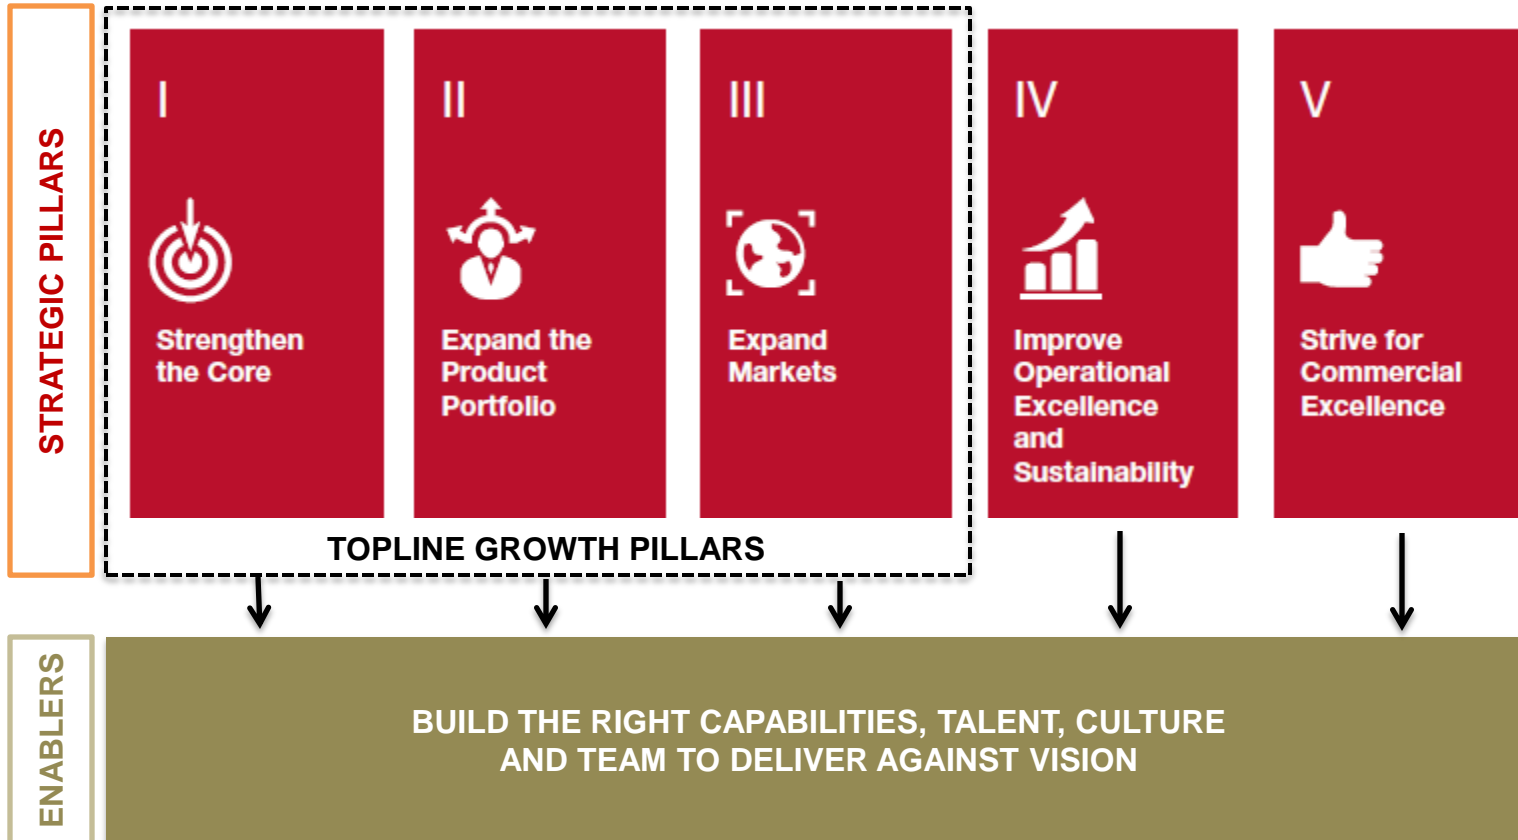 STRATEGIC PILLARS
I
Strengthen
the Core
II
Expand the
Product
Portfolio
III
Expand
Markets
IV
Improve
Operational
Excellence
and
Sustainability
V
Strive for
Commercial
Excellence
TOPLINE GROWTH PILLARS
ENABLERS
BUILD THE RIGHT CAPABILITIES, TALENT, CULTURE
AND TEAM TO DELIVER AGAINST VISION